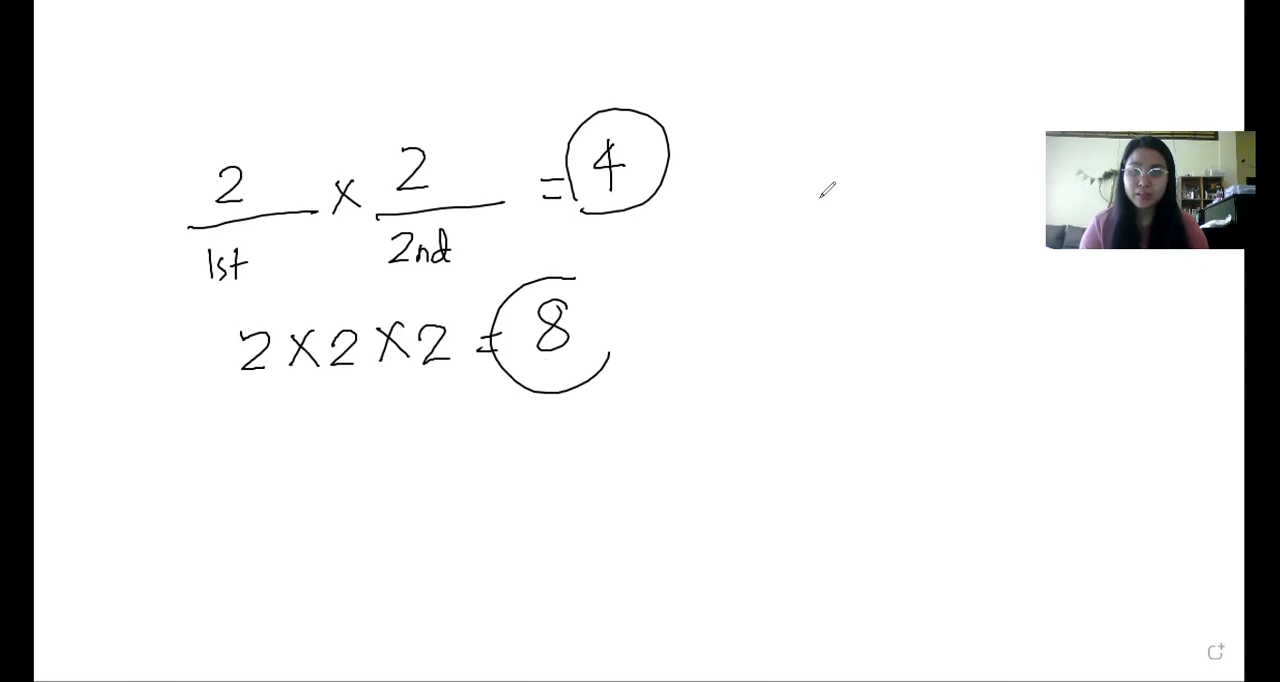 2 x 2 = 4
1st 2nd
2 x 2 x 2 = 8